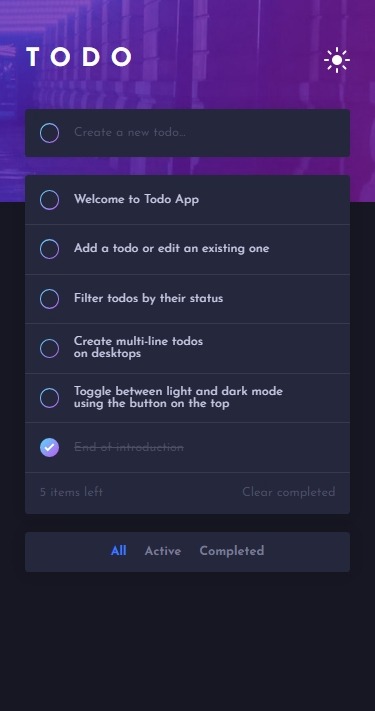 TODO
Create a new todo...
Welcome to Todo App
Add a todo or edit an existing one
Filter todos by their status
Create multi-line todos
on desktops
Toggle between light and dark mode
using the button on the top
End of introduction
5 items left
Clear completed
All
Active
Completed